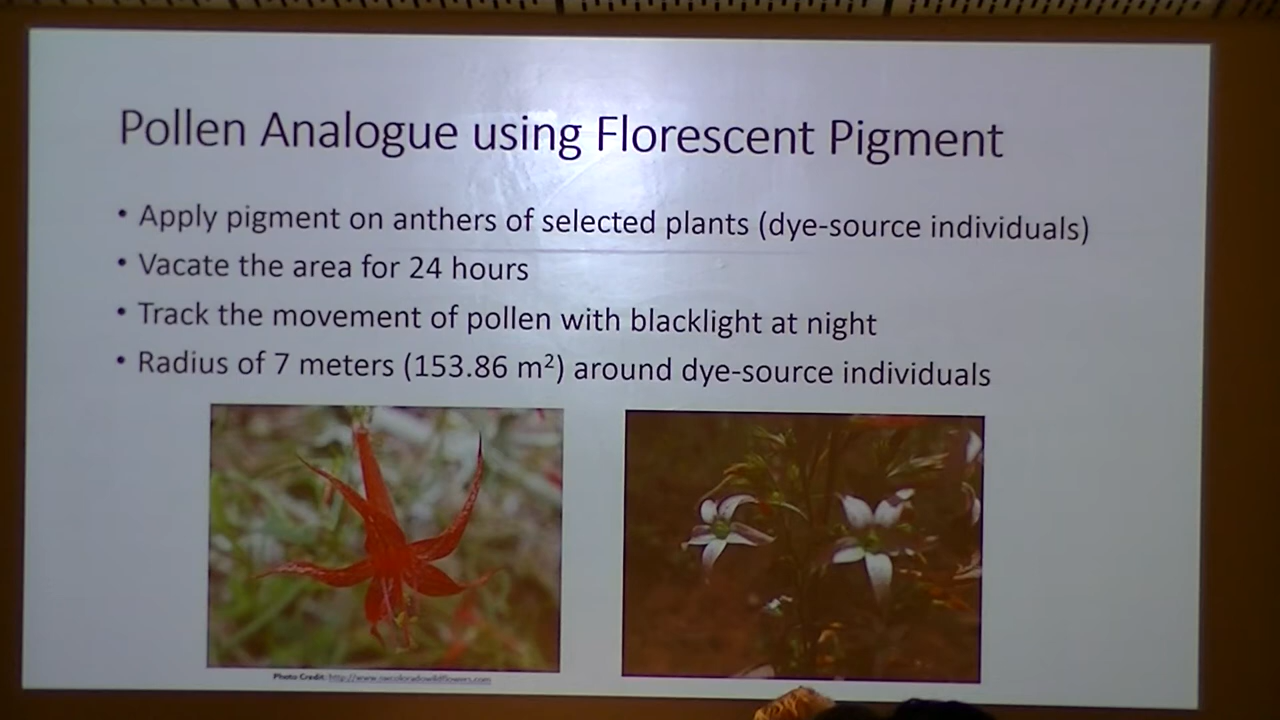 Pollen Analogue using Florescent Pigment
• Apply pigment on anthers of selected plants (dye-source individuals)
• Vacate the area for 24 hours
• Track the movement of pollen with blacklight at night
• Radius of 7 meters (153.86 m²) around dye-source individuals
Photo Credit: http://www.swcoloradowildflowers.com